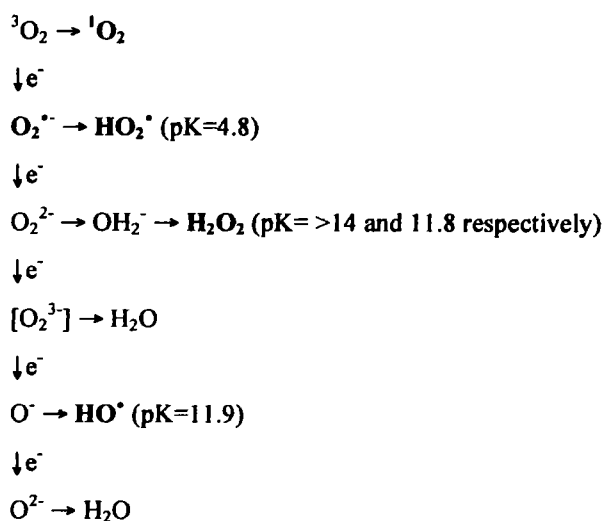 ³O₂ → ¹O₂
↓e⁻
O₂•⁻ → HO₂• (pK=4.8)
↓e⁻
O₂²⁻ → OH₂⁻ → H₂O₂ (pK= >14 and 11.8 respectively)
↓e⁻
[O₂³⁻] → H₂O
↓e⁻
O⁻ → HO• (pK=11.9)
↓e⁻
O²⁻ → H₂O